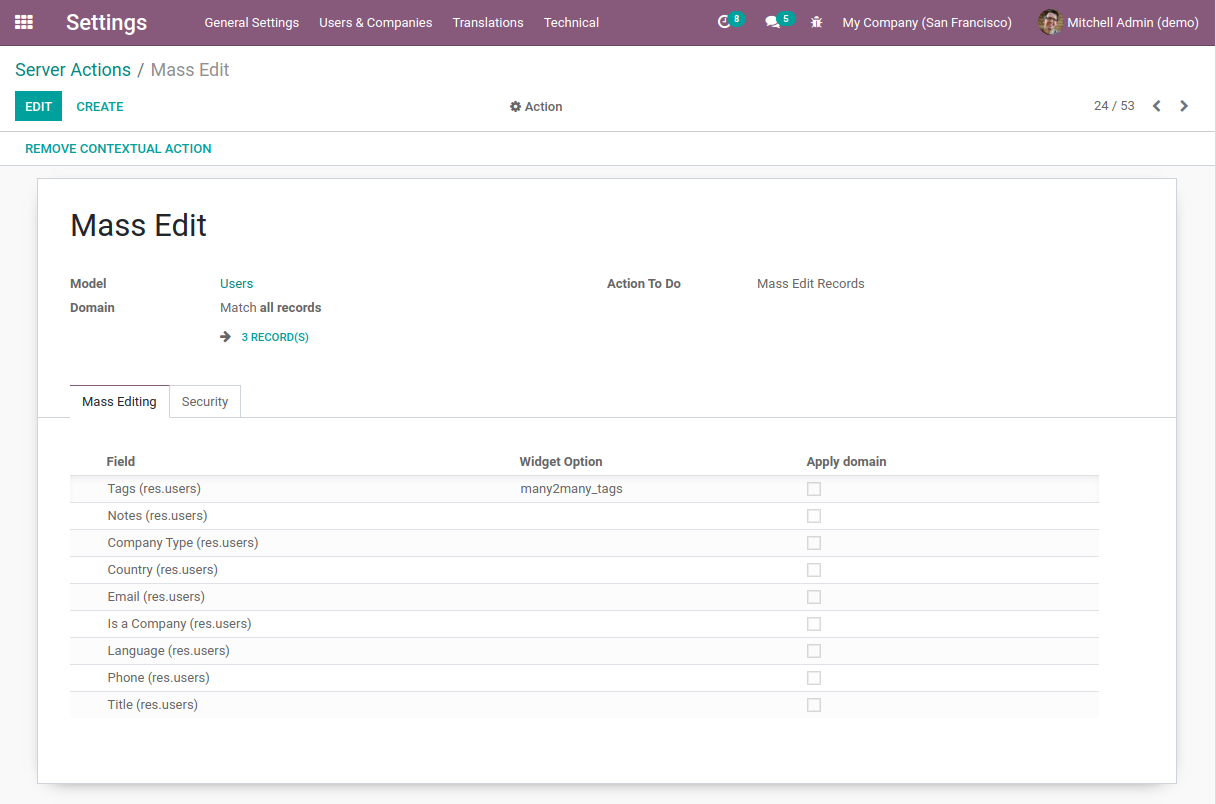 Settings General Settings Users & Companies Translations Technical 8 5 My Company (San Francisco) Mitchell Admin (demo)
Server Actions / Mass Edit
EDIT CREATE Action 24 / 53
REMOVE CONTEXTUAL ACTION
Mass Edit
Model Users Action To Do Mass Edit Records
Domain Match all records
3 RECORD(S)
Mass Editing Security
Field Widget Option Apply domain
Tags (res.users) many2many_tags
Notes (res.users)
Company Type (res.users)
Country (res.users)
Email (res.users)
Is a Company (res.users)
Language (res.users)
Phone (res.users)
Title (res.users)